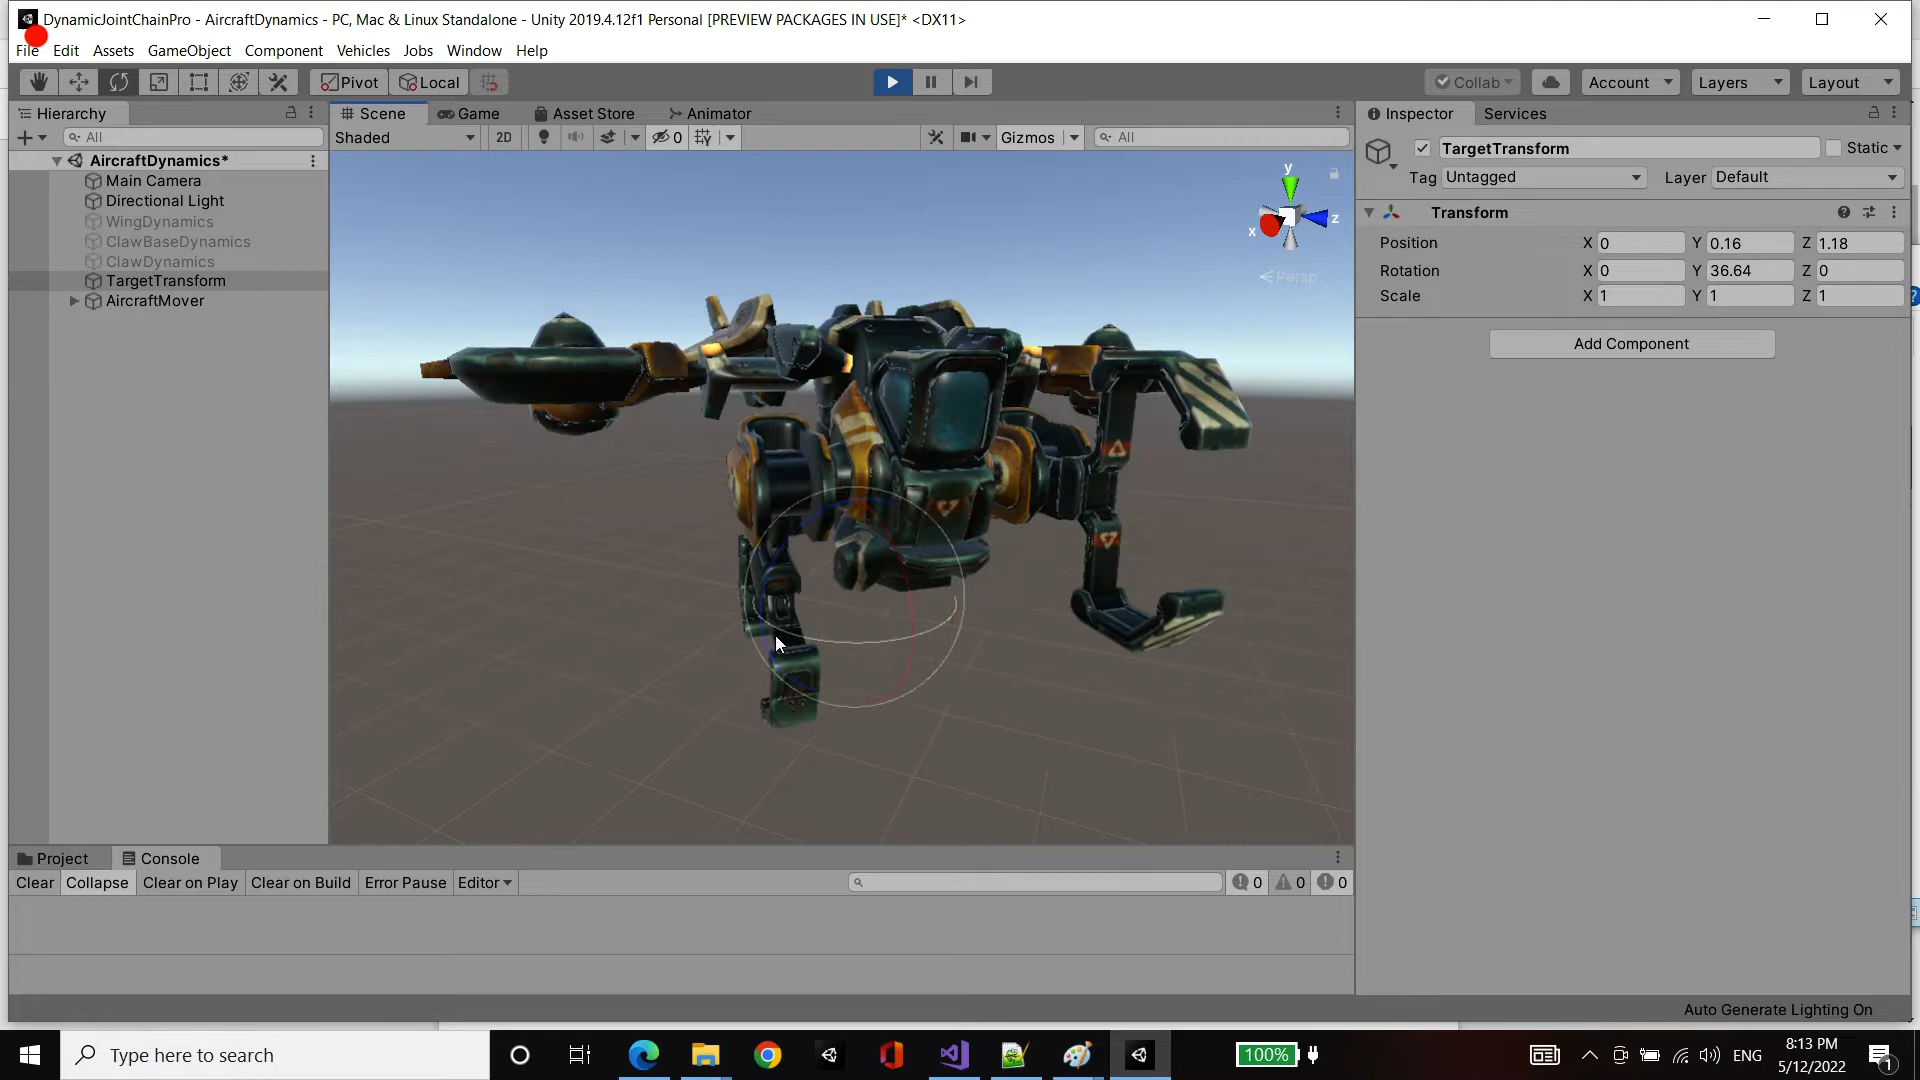 DynamicJointChainPro - AircraftDynamics - PC, Mac & Linux Standalone - Unity 2019.4.12f1 Personal [PREVIEW PACKAGES IN USE]* <DX11>
File Edit Assets GameObject Component Vehicles Jobs Window Help
Pivot Local Collab Account Layers Layout
Hierarchy Scene Game Asset Store Animator Inspector Services
All Shaded 2D 0 Gizmos All
TargetTransform Static
Tag Untagged Layer Default
AircraftDynamics*
Main Camera
Directional Light
WingDynamics
ClawBaseDynamics
ClawDynamics
TargetTransform
AircraftMover
y
x
z
Persp
Transform
Position X 0 Y 0.16 Z 1.18
Rotation X 0 Y 36.64 Z 0
Scale X 1 Y 1 Z 1
Add Component
Project Console
Clear Collapse Clear on Play Clear on Build Error Pause Editor 0 0 0
Auto Generate Lighting On
Type here to search
100%
ENG
8:13 PM
5/12/2022
1